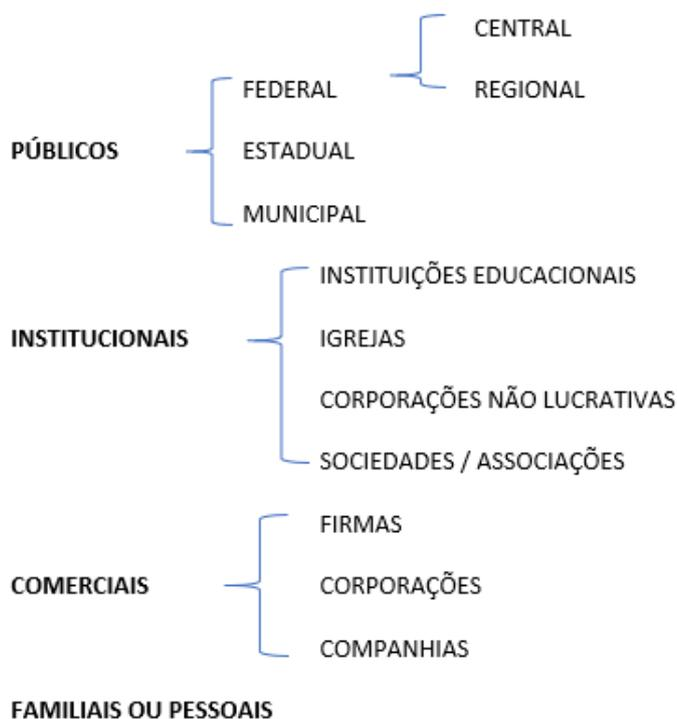 CENTRAL
FEDERAL REGIONAL
PÚBLICOS ESTADUAL
MUNICIPAL
INSTITUIÇÕES EDUCACIONAIS
INSTITUCIONAIS IGREJAS
CORPORAÇÕES NÃO LUCRATIVAS
SOCIEDADES / ASSOCIAÇÕES
FIRMAS
COMERCIAIS CORPORAÇÕES
COMPANHIAS
FAMILIAIS OU PESSOAIS